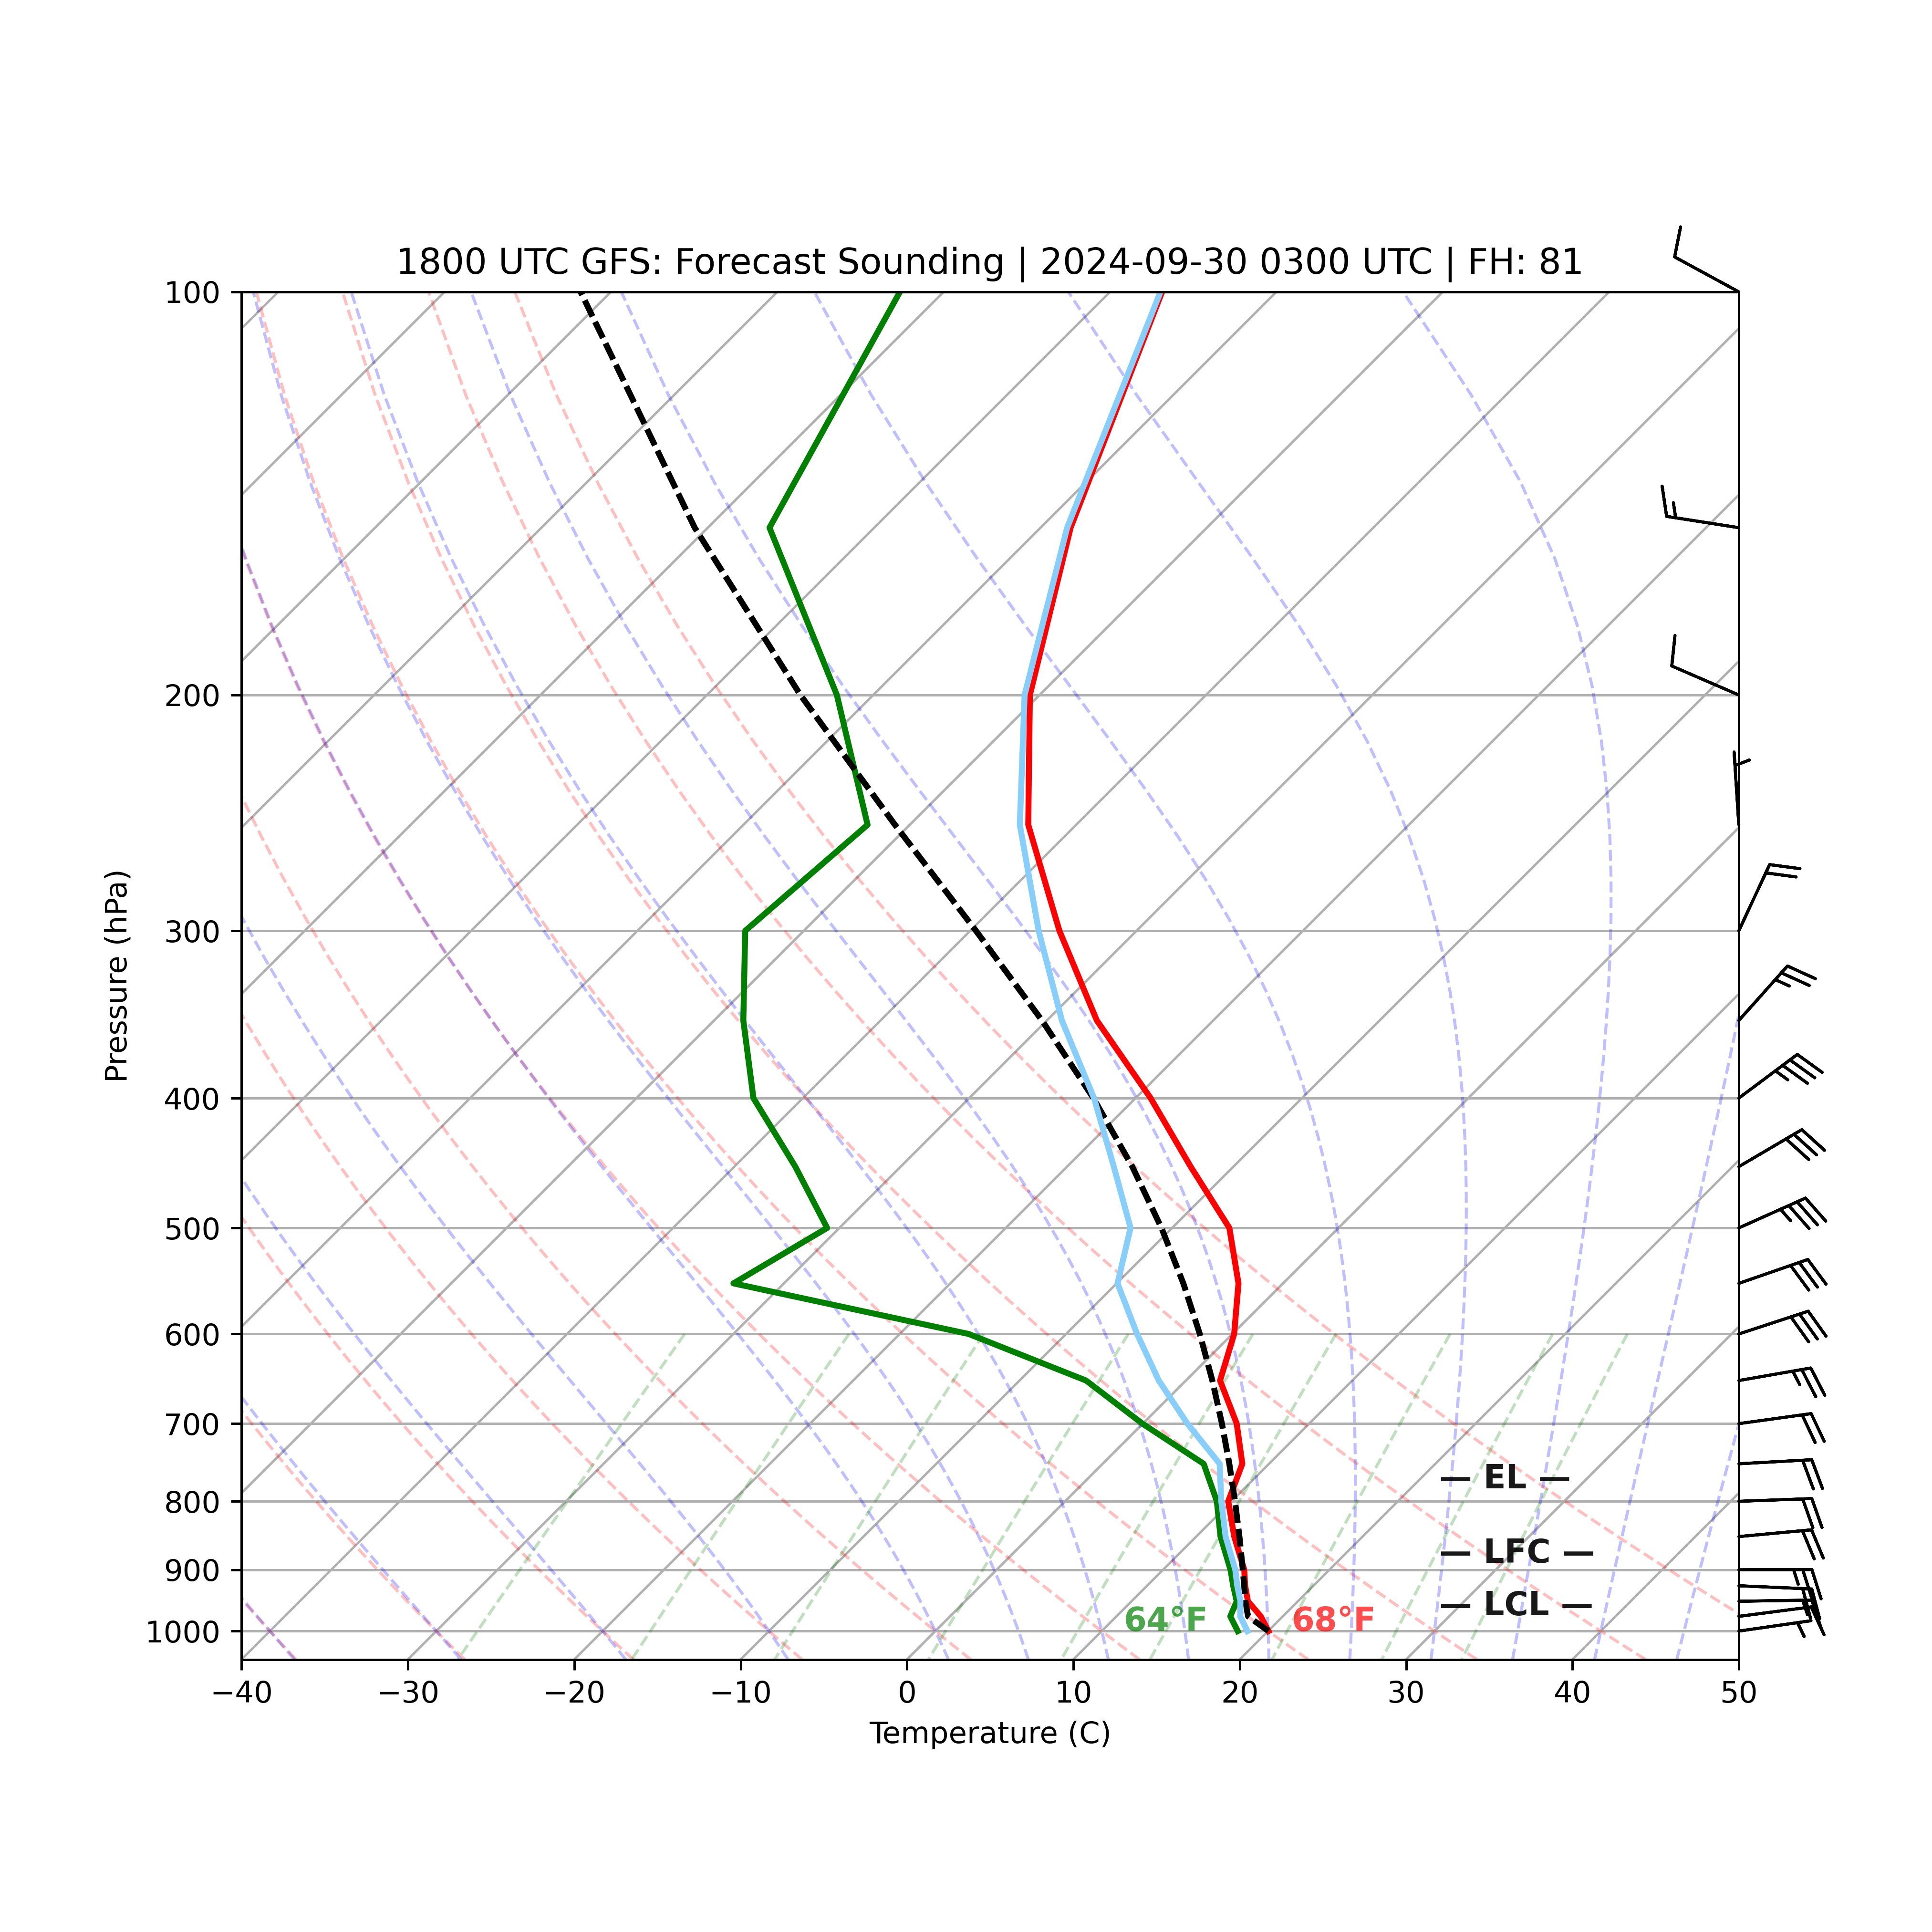 1800 UTC GFS: Forecast Sounding | 2024-09-30 0300 UTC | FH: 81
100
200
300
400
500
600
700
800
900
1000
Pressure (hPa)
— EL —
— LFC —
— LCL —
64°F
68°F
−40 −30 −20 −10 0 10 20 30 40 50
Temperature (C)